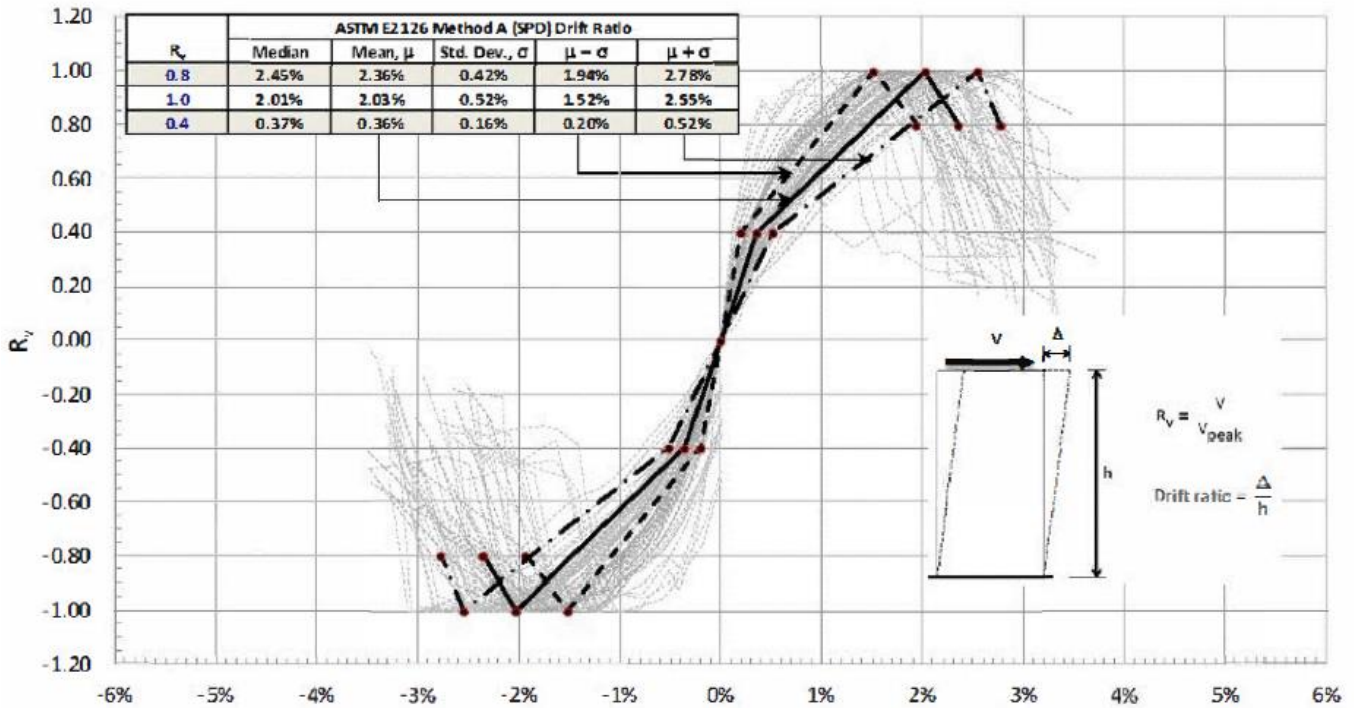 1.20
1.00
0.80
0.60
0.40
0.20
0.00
-0.20
-0.40
-0.60
-0.80
-1.00
-1.20
Rv
ASTM E2126 Method A (SPD) Drift Ratio
Rv Median Mean, μ Std. Dev., σ μ − σ μ + σ
0.8 2.45% 2.36% 0.42% 1.94% 2.78%
1.0 2.01% 2.03% 0.52% 1.52% 2.55%
0.4 0.37% 0.36% 0.16% 0.20% 0.52%
V Δ
h
Rv = V
Vpeak
Drift ratio = Δ
h
-6% -5% -4% -3% -2% -1% 0% 1% 2% 3% 4% 5% 6%